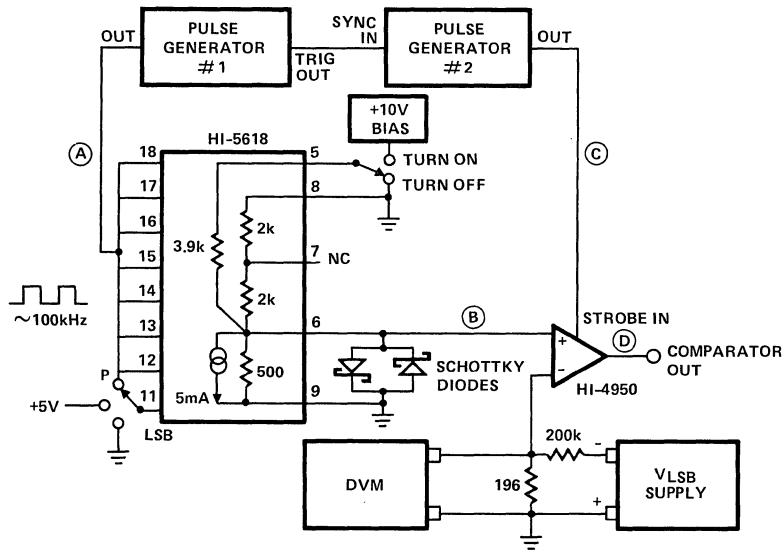 OUT
PULSE
GENERATOR
#1
TRIG
OUT
SYNC
IN
PULSE
GENERATOR
#2
OUT
+10V
BIAS
A
HI-5618
C
18
17
16
15
14
13
12
11
5
TURN ON
TURN OFF
8
2k
3.9k
7
NC
2k
6
B
500
5mA
9
SCHOTTKY
DIODES
~100kHz
P
+5V
LSB
STROBE IN
+
−
D
COMPARATOR
OUT
HI-4950
DVM
196
200k
−
+
VLSB
SUPPLY